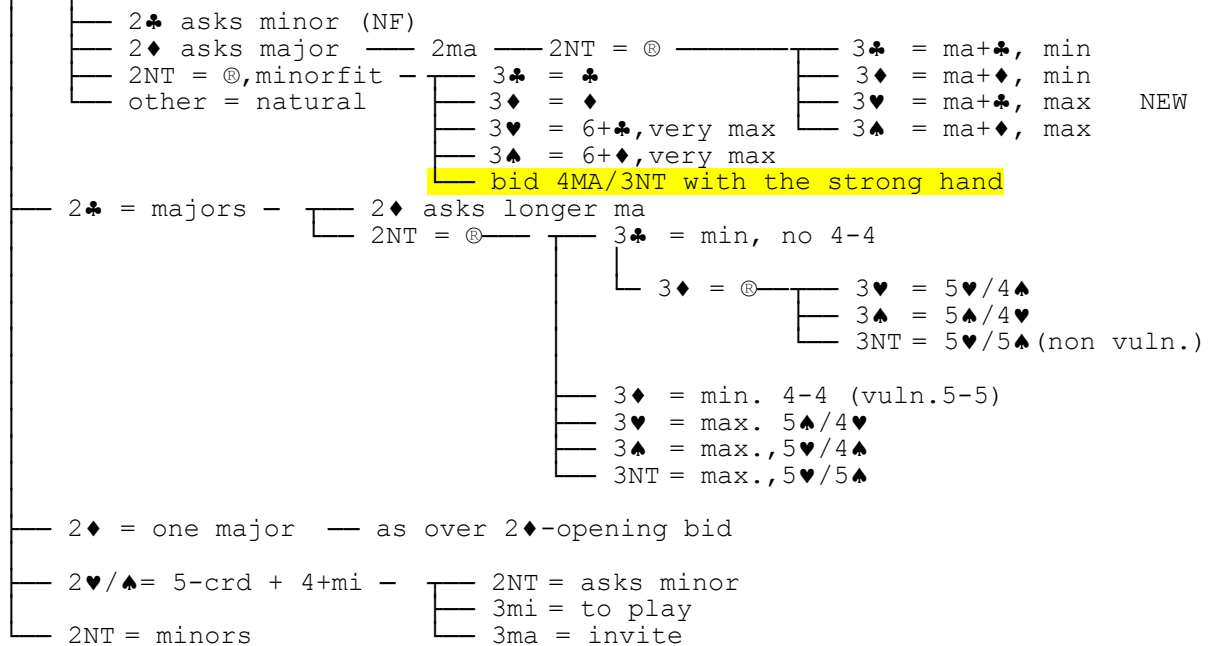 2♣ asks minor (NF)
2♦ asks major 2ma 2NT = ® 3♣ = ma+♣, min
2NT = ®,minorfit 3♣ = ♣ 3♦ = ma+♦, min
other = natural 3♦ = ♦ 3♥ = ma+♣, max NEW
3♥ = 6+♣,very max 3♠ = ma+♦, max
3♠ = 6+♦,very max
bid 4MA/3NT with the strong hand
2♣ = majors – 2♦ asks longer ma
2NT = ® 3♣ = min, no 4-4
3♦ = ® 3♥ = 5♥/4♠
3♠ = 5♠/4♥
3NT = 5♥/5♠(non vuln.)
3♦ = min. 4-4 (vuln.5-5)
3♥ = max. 5♠/4♥
3♠ = max.,5♥/4♠
3NT = max.,5♥/5♠
2♦ = one major — as over 2♦-opening bid
2♥/♠= 5-crd + 4+mi – 2NT = asks minor
3mi = to play
2NT = minors 3ma = invite